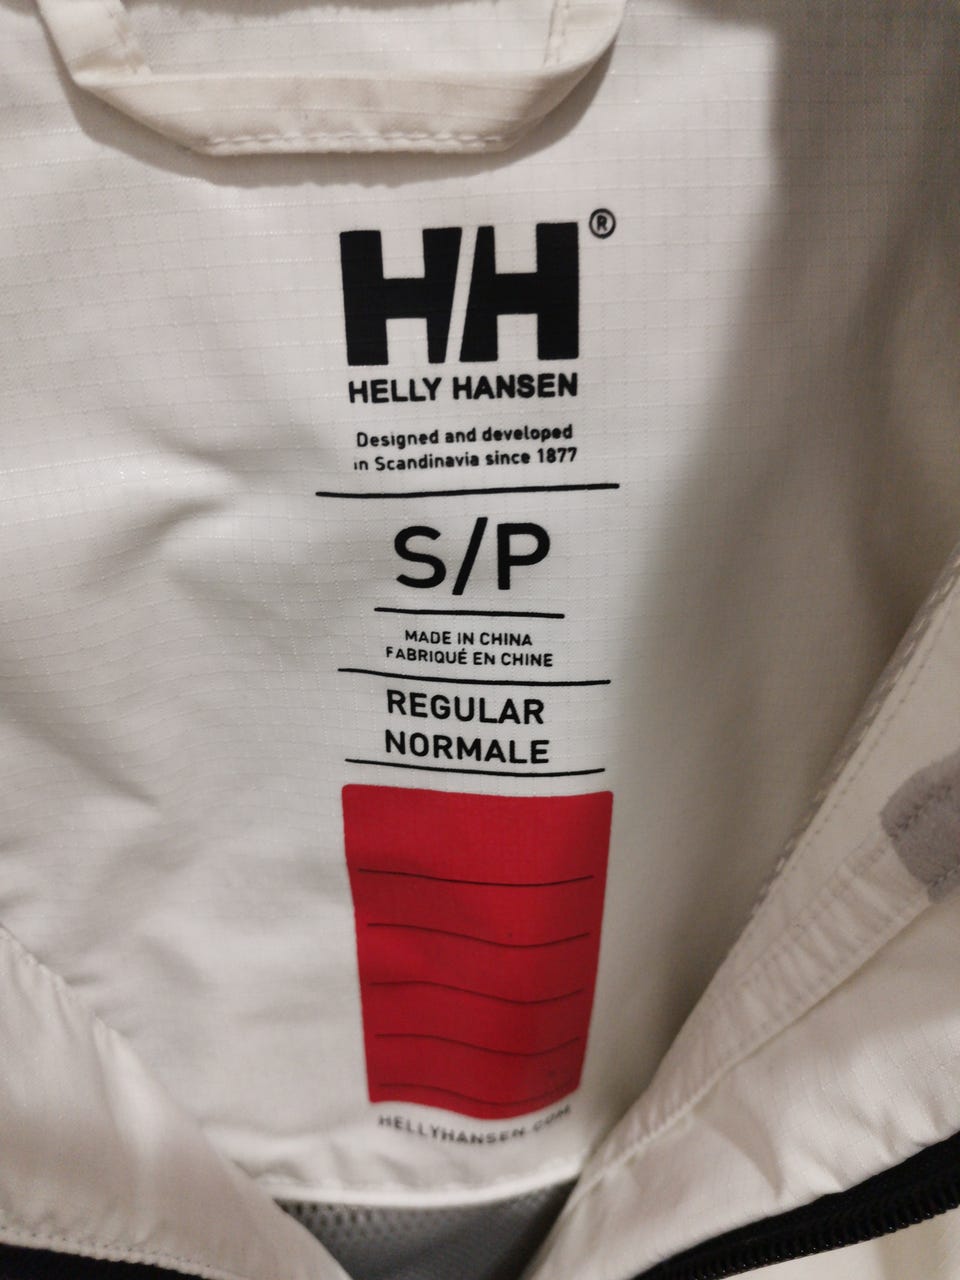 HH®
HELLY HANSEN
Designed and developed
in Scandinavia since 1877
S/P
MADE IN CHINA
FABRIQUÉ EN CHINE
REGULAR
NORMALE
HELLYHANSEN.COM